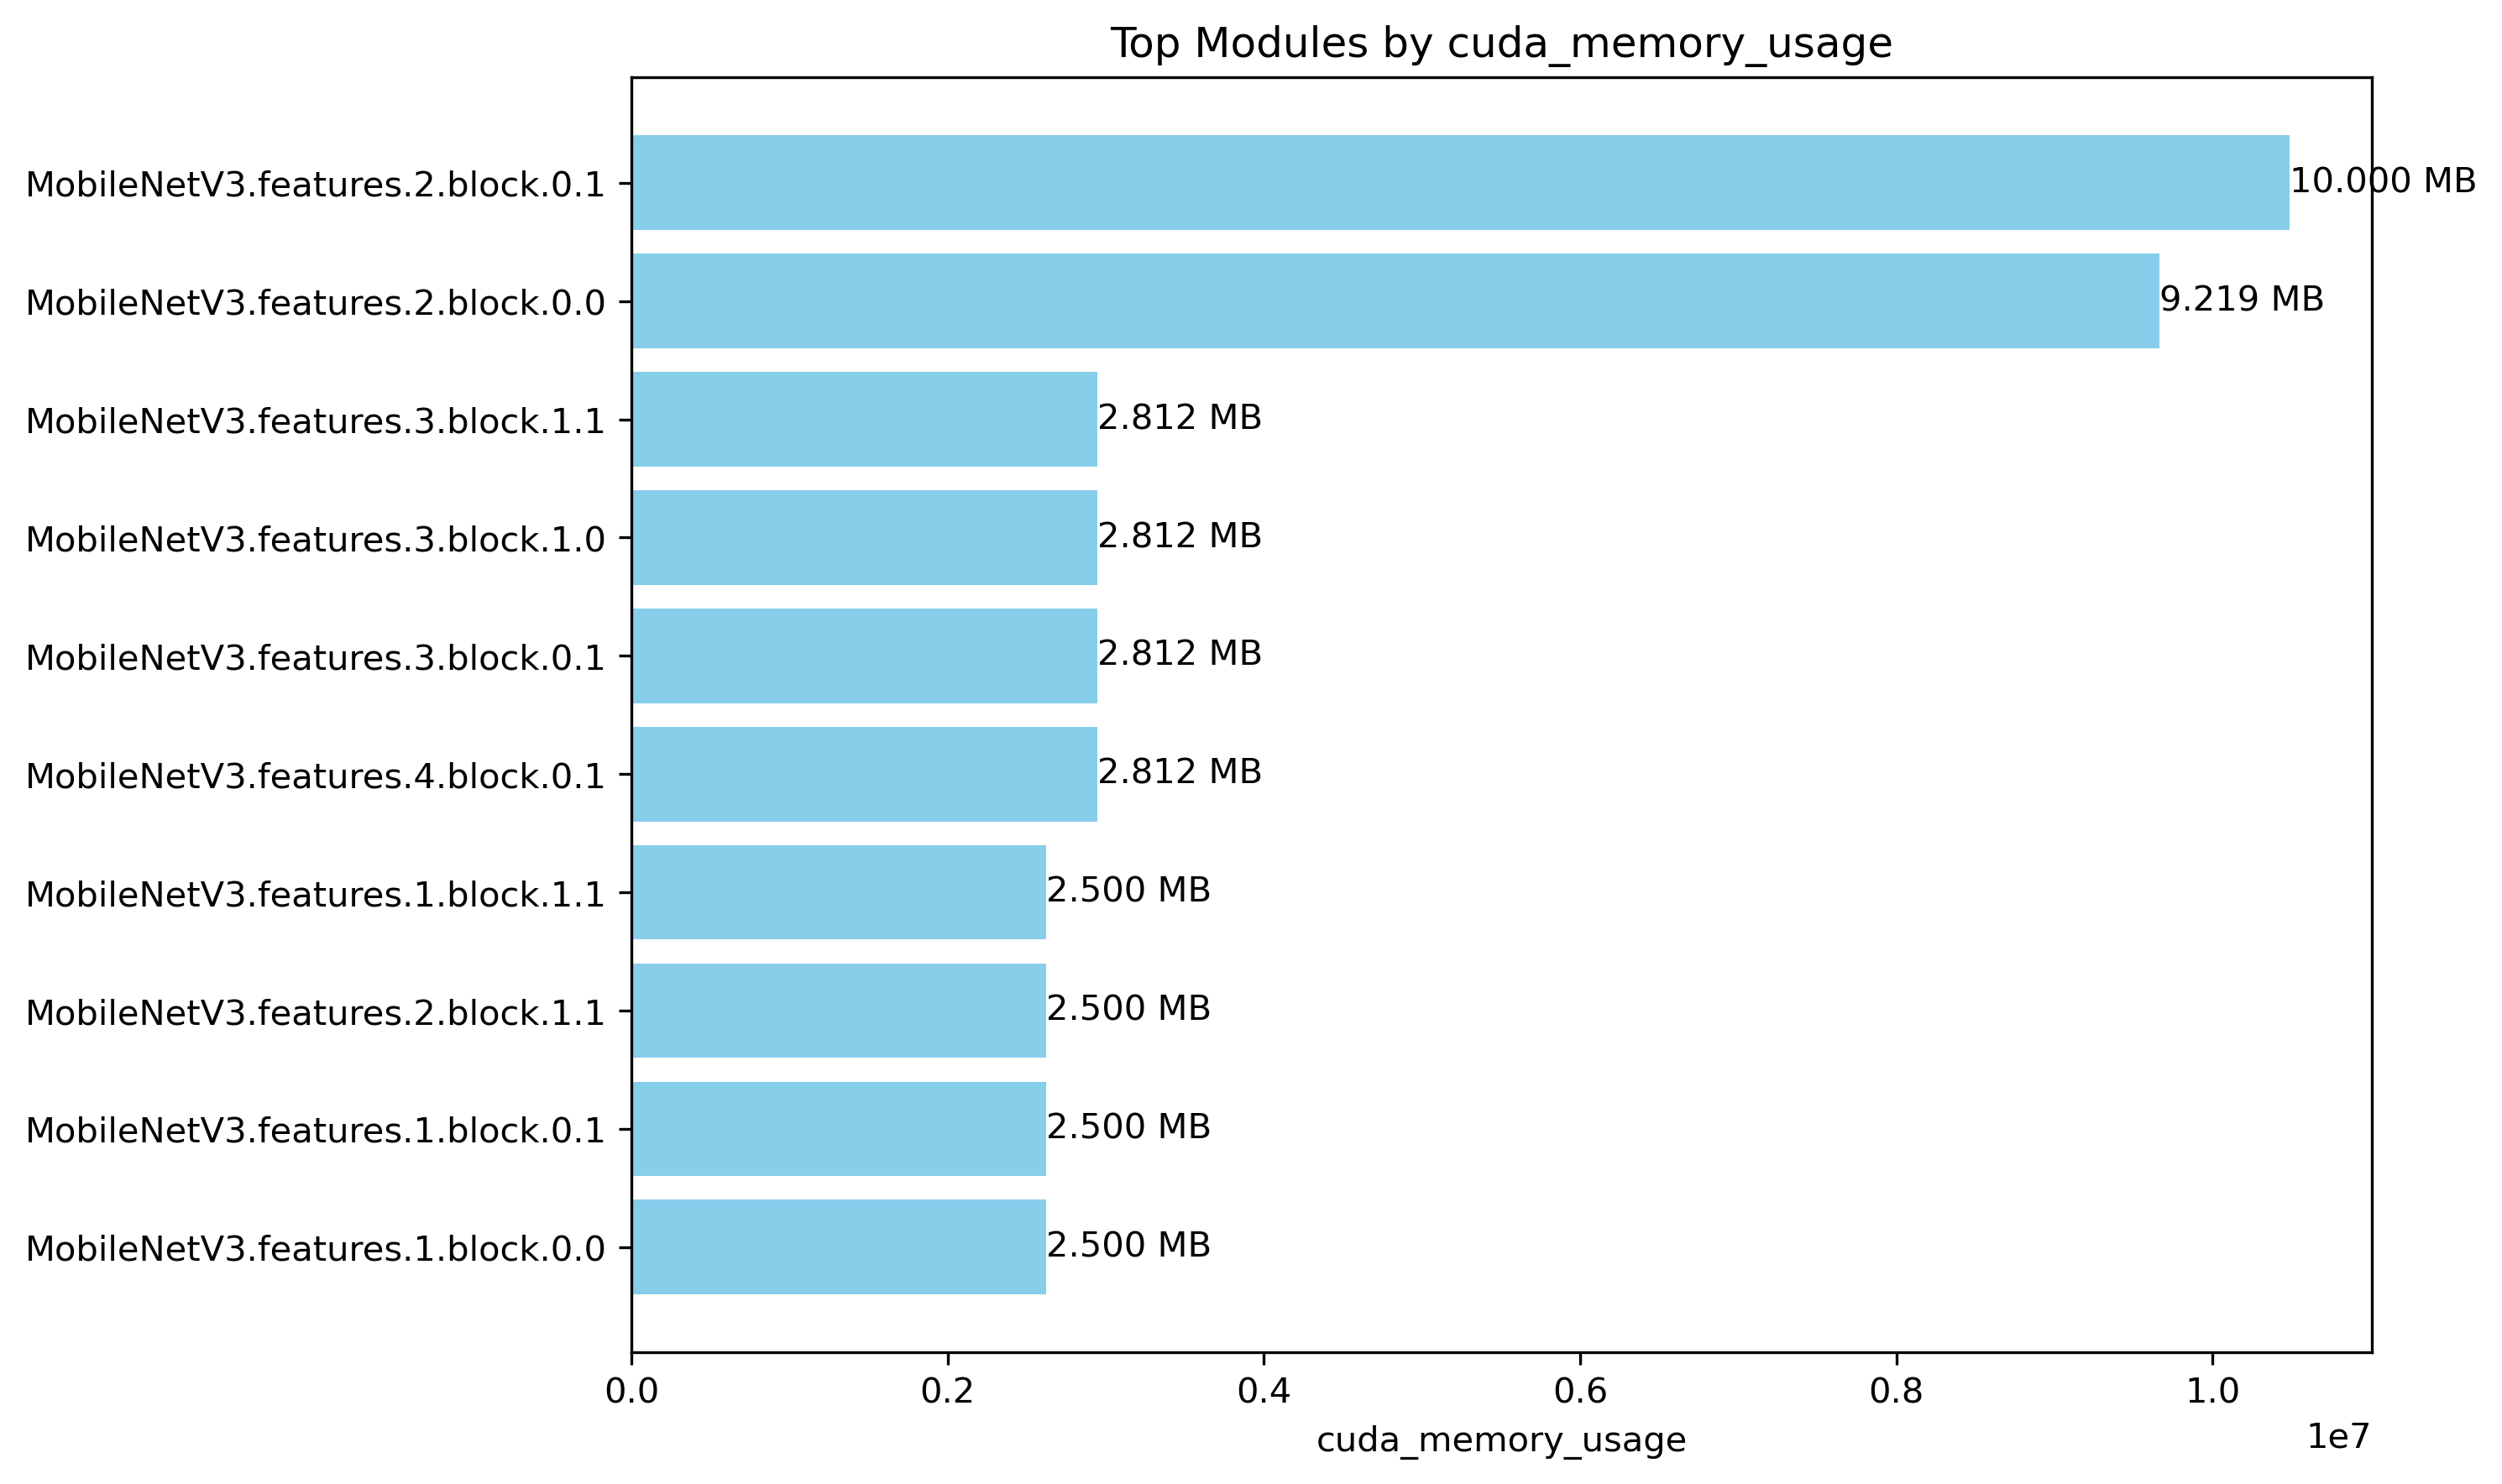 Top Modules by cuda_memory_usage
MobileNetV3.features.2.block.0.1 10.000 MB
MobileNetV3.features.2.block.0.0 9.219 MB
MobileNetV3.features.3.block.1.1 2.812 MB
MobileNetV3.features.3.block.1.0 2.812 MB
MobileNetV3.features.3.block.0.1 2.812 MB
MobileNetV3.features.4.block.0.1 2.812 MB
MobileNetV3.features.1.block.1.1 2.500 MB
MobileNetV3.features.2.block.1.1 2.500 MB
MobileNetV3.features.1.block.0.1 2.500 MB
MobileNetV3.features.1.block.0.0 2.500 MB
0.0 0.2 0.4 0.6 0.8 1.0
1e7
cuda_memory_usage